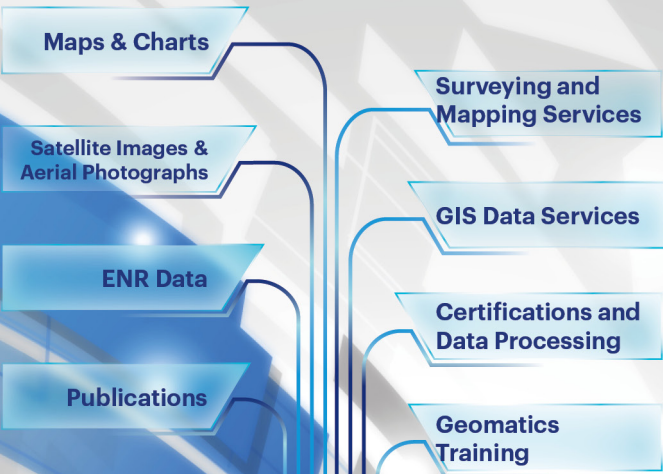 Maps & Charts
Satellite Images &
Aerial Photographs
ENR Data
Publications
Surveying and
Mapping Services
GIS Data Services
Certifications and
Data Processing
Geomatics
Training